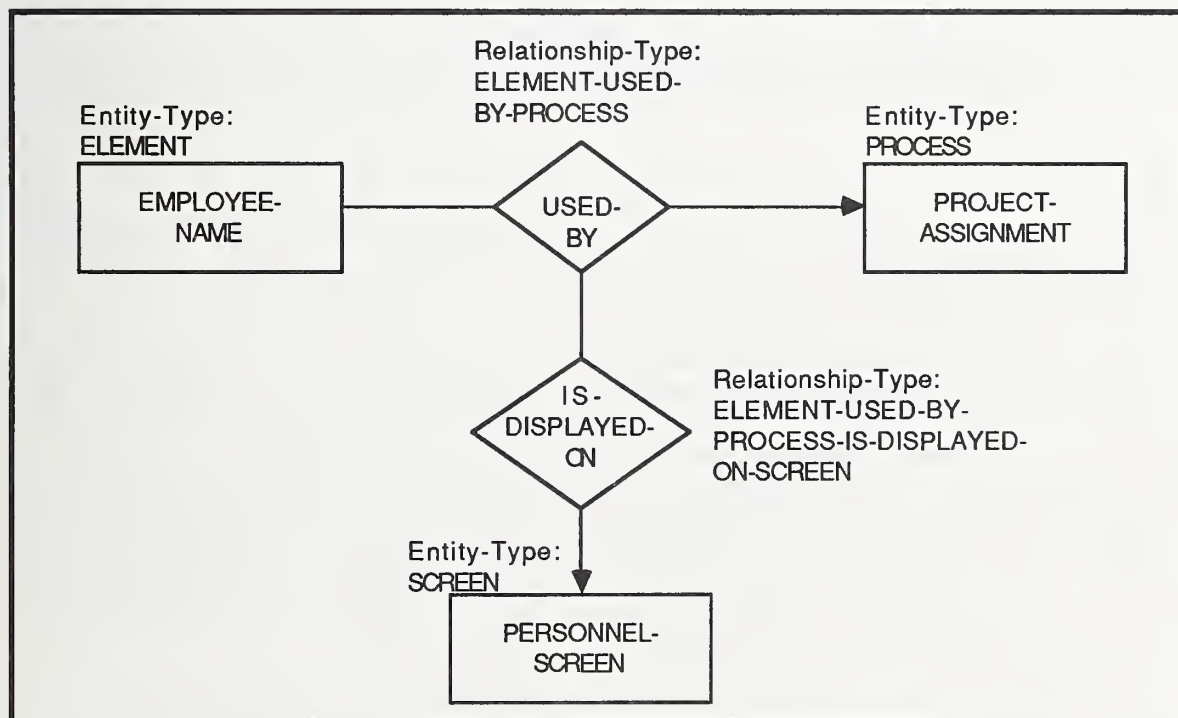 Relationship-Type:
ELEMENT-USED-
BY-PROCESS
Entity-Type:
ELEMENT
EMPLOYEE-
NAME
USED-
BY
Entity-Type:
PROCESS
PROJECT-
ASSIGNMENT
IS-
DISPLAYED-
ON
Relationship-Type:
ELEMENT-USED-BY-
PROCESS-IS-DISPLAYED-
ON-SCREEN
Entity-Type:
SCREEN
PERSONNEL-
SCREEN